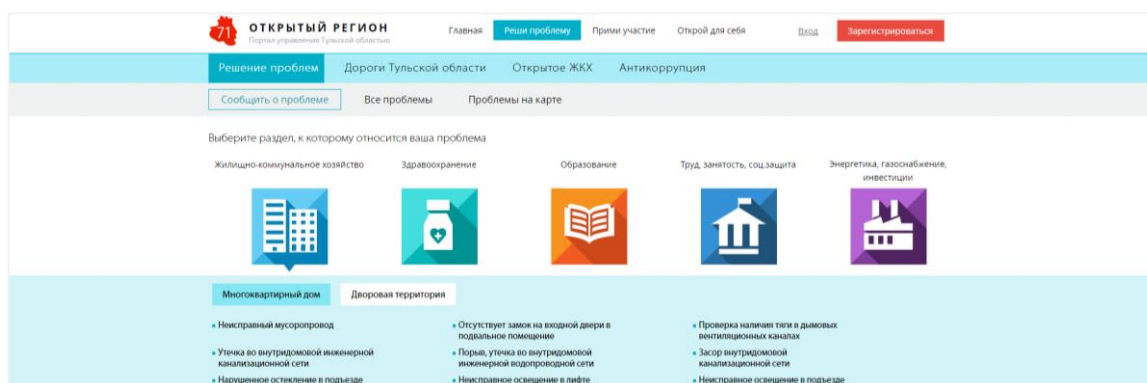 71
ОТКРЫТЫЙ РЕГИОН
Портал управления Тульской областью
Главная
Реши проблему
Прими участие
Открой для себя
Вход
Зарегистрироваться
Решение проблем
Дороги Тульской области
Открытое ЖКХ
Антикоррупция
Сообщить о проблеме
Все проблемы
Проблемы на карте
Выберите раздел, к которому относится ваша проблема
Жилищно-коммунальное хозяйство
Здравоохранение
Образование
Труд, занятость, соц.защита
Энергетика, газоснабжение,
инвестиции
Многоквартирный дом
Дворовая территория
Неисправный мусоропровод
Отсутствует замок на входной двери в
подвальное помещение
Проверка наличия тяги в дымовых
вентиляционных каналах
Утечка во внутридомовой инженерной
канализационной сети
Порыв, утечка во внутридомовой
инженерной водопроводной сети
Засор внутридомовой
канализационной сети
Нарушенное остекление в подъезде
Неисправное освещение в лифте
Неисправное освещение в подъезде